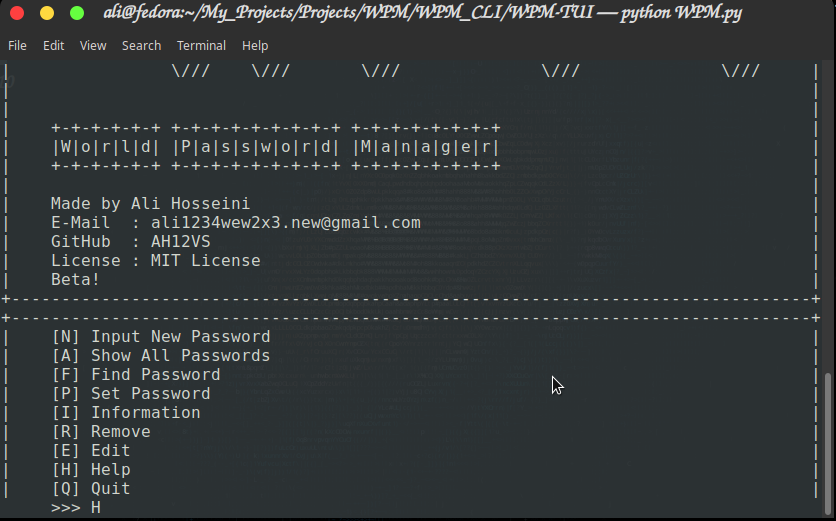 ali@fedora:~/My_Projects/Projects/WPM/WPM_CLI/WPM-TUI — python WPM.py
File Edit View Search Terminal Help
| \/// \/// \/// \/// \/// |
| |
| |
| +-+-+-+-+-+ +-+-+-+-+-+-+-+-+ +-+-+-+-+-+-+-+ |
| |W|o|r|l|d| |P|a|s|s|w|o|r|d| |M|a|n|a|g|e|r| |
| +-+-+-+-+-+ +-+-+-+-+-+-+-+-+ +-+-+-+-+-+-+-+ |
| |
| Made by Ali Hosseini |
| E-Mail : ali1234wew2x3.new@gmail.com |
| GitHub : AH12VS |
| License : MIT License |
| Beta! |
+--------------------------------------------------------------------------------+
+--------------------------------------------------------------------------------+
| [N] Input New Password |
| [A] Show All Passwords |
| [F] Find Password |
| [P] Set Password |
| [I] Information |
| [R] Remove |
| [E] Edit |
| [H] Help |
| [Q] Quit |
>>> H